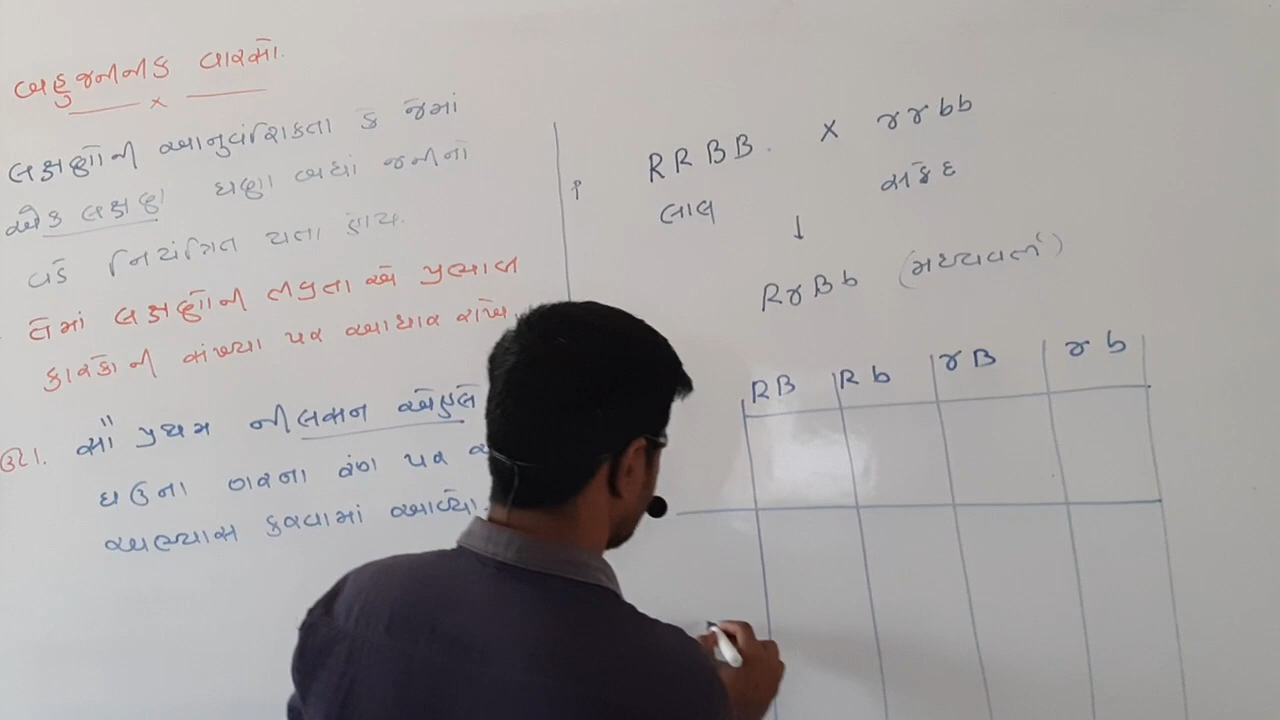 બહુજનીનીક વારસો.
લક્ષણોની આનુવંશિકતા કે જેમાં
એક લક્ષણ ઘણા બધાં જનીનો
વડે નિયંત્રિત થતા હોય.
તેમાં લક્ષણોની તીવ્રતા એ પ્રભાવી
કારકોની સંખ્યા પર આધાર રાખે.
ઉદા. સૌ પ્રથમ નીલસન એહલે
ઘઉના બીજના રંગ પર
અભ્યાસ કરવામાં આવ્યો.
P RRBB. × rrbb
લાલ સફેદ
↓
RrBb (મધ્યવર્તી)
RB Rb rB rb